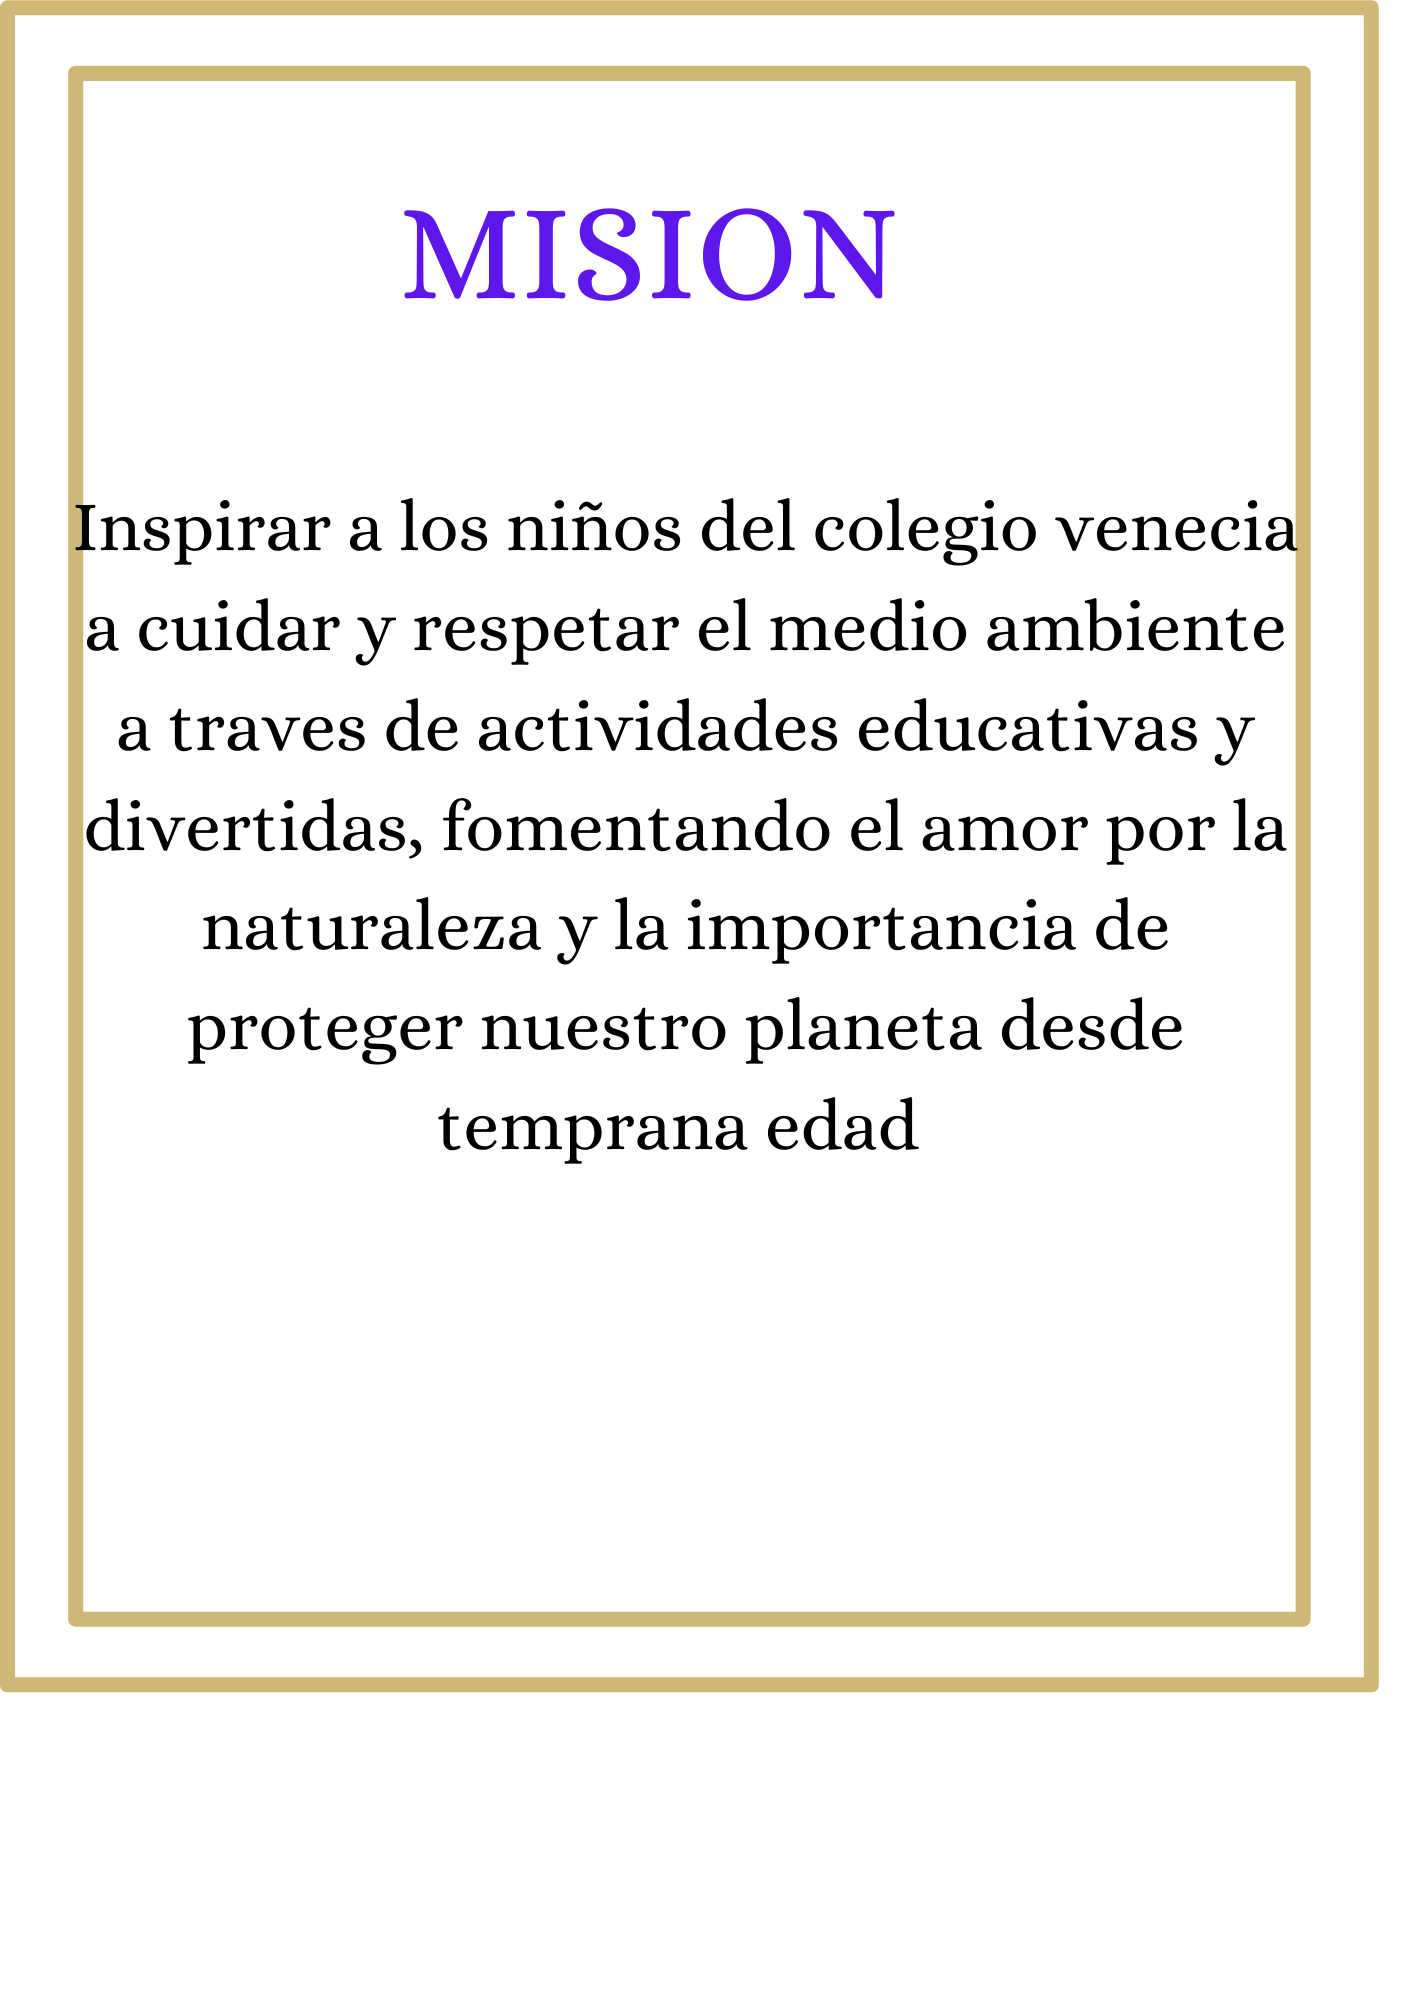 MISION
Inspirar a los niños del colegio venecia
a cuidar y respetar el medio ambiente
a traves de actividades educativas y
divertidas, fomentando el amor por la
naturaleza y la importancia de
proteger nuestro planeta desde
temprana edad